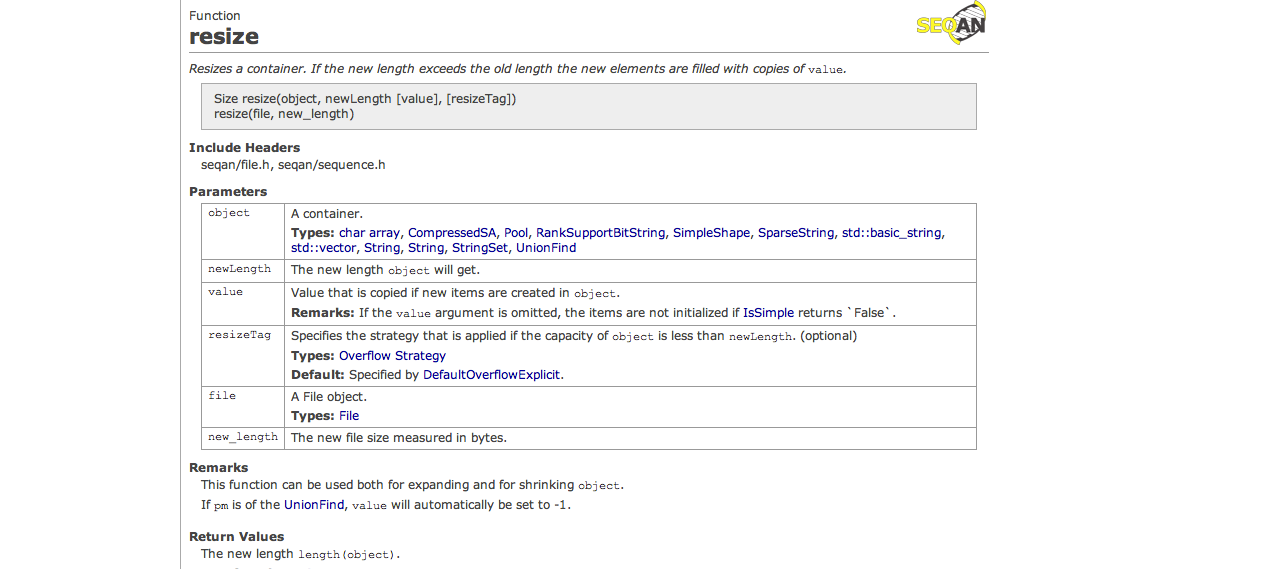 Function
resize
SEQAN
Resizes a container. If the new length exceeds the old length the new elements are filled with copies of value.
Size resize(object, newLength [value], [resizeTag])
resize(file, new_length)
Include Headers
seqan/file.h, seqan/sequence.h
Parameters
object
A container.
Types: char array, CompressedSA, Pool, RankSupportBitString, SimpleShape, SparseString, std::basic_string,
std::vector, String, String, StringSet, UnionFind
newLength
The new length object will get.
value
Value that is copied if new items are created in object.
Remarks: If the value argument is omitted, the items are not initialized if IsSimple returns `False`.
resizeTag
Specifies the strategy that is applied if the capacity of object is less than newLength. (optional)
Types: Overflow Strategy
Default: Specified by DefaultOverflowExplicit.
file
A File object.
Types: File
new_length
The new file size measured in bytes.
Remarks
This function can be used both for expanding and for shrinking object.
If pm is of the UnionFind, value will automatically be set to -1.
Return Values
The new length length(object).